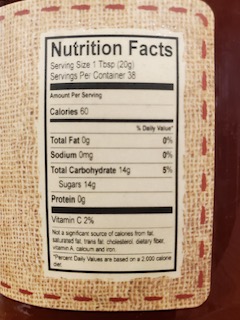 Nutrition Facts
Serving Size 1 Tbsp (20g)
Servings Per Container 38
Amount Per Serving
Calories 60
% Daily Value*
Total Fat 0g 0%
Sodium 0mg 0%
Total Carbohydrate 14g 5%
Sugars 14g
Protein 0g
Vitamin C 2%
Not a significant source of calories from fat,
saturated fat, trans fat, cholesterol, dietary fiber,
vitamin A, calcium and iron.
*Percent Daily Values are based on a 2,000 calorie
diet